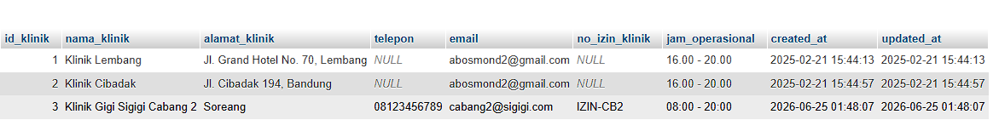 id_klinik nama_klinik alamat_klinik telepon email no_izin_klinik jam_operasional created_at updated_at
1 Klinik Lembang Jl. Grand Hotel No. 70, Lembang NULL abosmond2@gmail.com NULL 16.00 - 20.00 2025-02-21 15:44:13 2025-02-21 15:44:13
2 Klinik Cibadak Jl. Cibadak 194, Bandung NULL abosmond2@gmail.com NULL 16.00 - 20.00 2025-02-21 15:44:57 2025-02-21 15:44:57
3 Klinik Gigi Sigigi Cabang 2 Soreang 08123456789 cabang2@sigigi.com IZIN-CB2 08:00 - 20:00 2026-06-25 01:48:07 2026-06-25 01:48:07